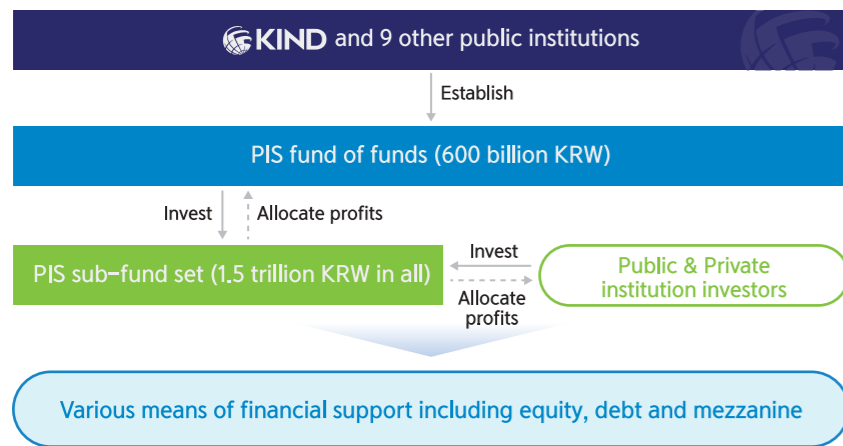 KIND and 9 other public institutions
Establish
PIS fund of funds (600 billion KRW)
Invest
Allocate profits
PIS sub-fund set (1.5 trillion KRW in all)
Invest
Allocate
profits
Public & Private
institution investors
Various means of financial support including equity, debt and mezzanine